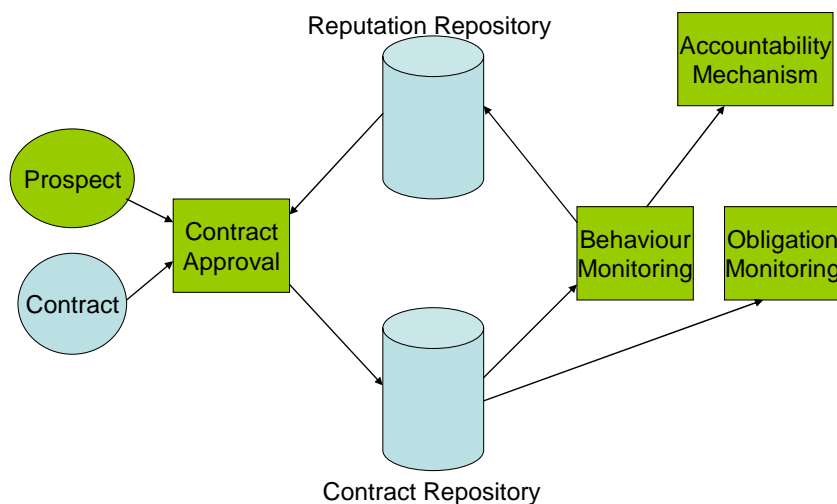 Reputation Repository
Accountability
Mechanism
Prospect
Contract
Approval
Behaviour
Monitoring
Obligation
Monitoring
Contract
Contract Repository